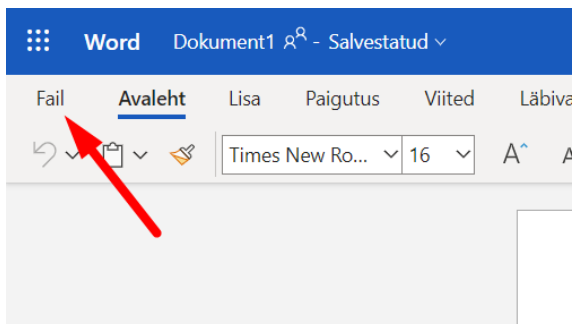 Word Dokument1 - Salvestatud
Fail Avaleht Lisa Paigutus Viited
Times New Ro... 16 A